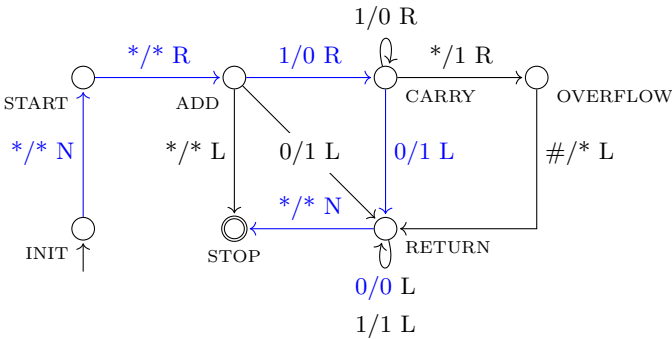 1/0 R
*/* R
1/0 R
*/1 R
START
ADD
CARRY
OVERFLOW
*/* N
*/* L
0/1 L
0/1 L
#/* L
*/* N
INIT
STOP
RETURN
0/0 L
1/1 L